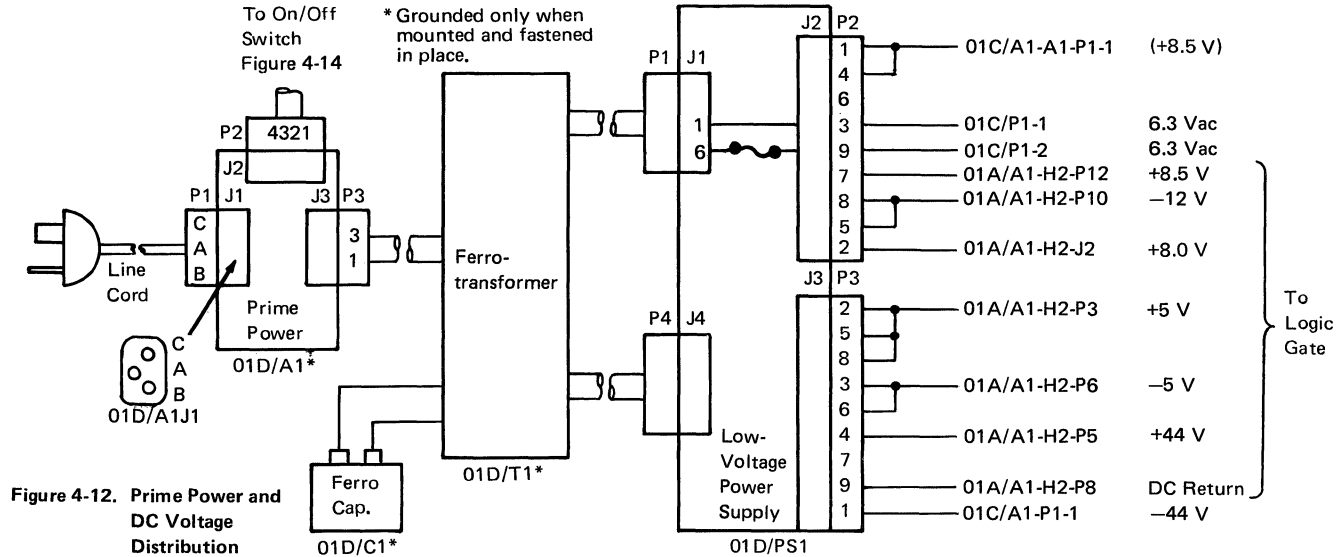 To On/Off
Switch
Figure 4-14
* Grounded only when
mounted and fastened
in place.
P2
4321
J2
P1 J1
J3 P3
C
A
B
3
1
Line
Cord
Prime
Power
01D/A1*
C
A
B
01D/A1J1
Ferro-
transformer
01D/T1*
Ferro
Cap.
01D/C1*
P1 J1
1
6
P4 J4
Low-
Voltage
Power
Supply
01D/PS1
J2 P2
1 01C/A1-A1-P1-1 (+8.5 V)
4
6
3 01C/P1-1 6.3 Vac
9 01C/P1-2 6.3 Vac
7 01A/A1-H2-P12 +8.5 V
8 01A/A1-H2-P10 —12 V
5
2 01A/A1-H2-J2 +8.0 V
J3 P3
2 01A/A1-H2-P3 +5 V
5
8
3 01A/A1-H2-P6 —5 V
6
4 01A/A1-H2-P5 +44 V
7
9 01A/A1-H2-P8 DC Return
1 01C/A1-P1-1 —44 V
To
Logic
Gate
Figure 4-12. Prime Power and
DC Voltage
Distribution